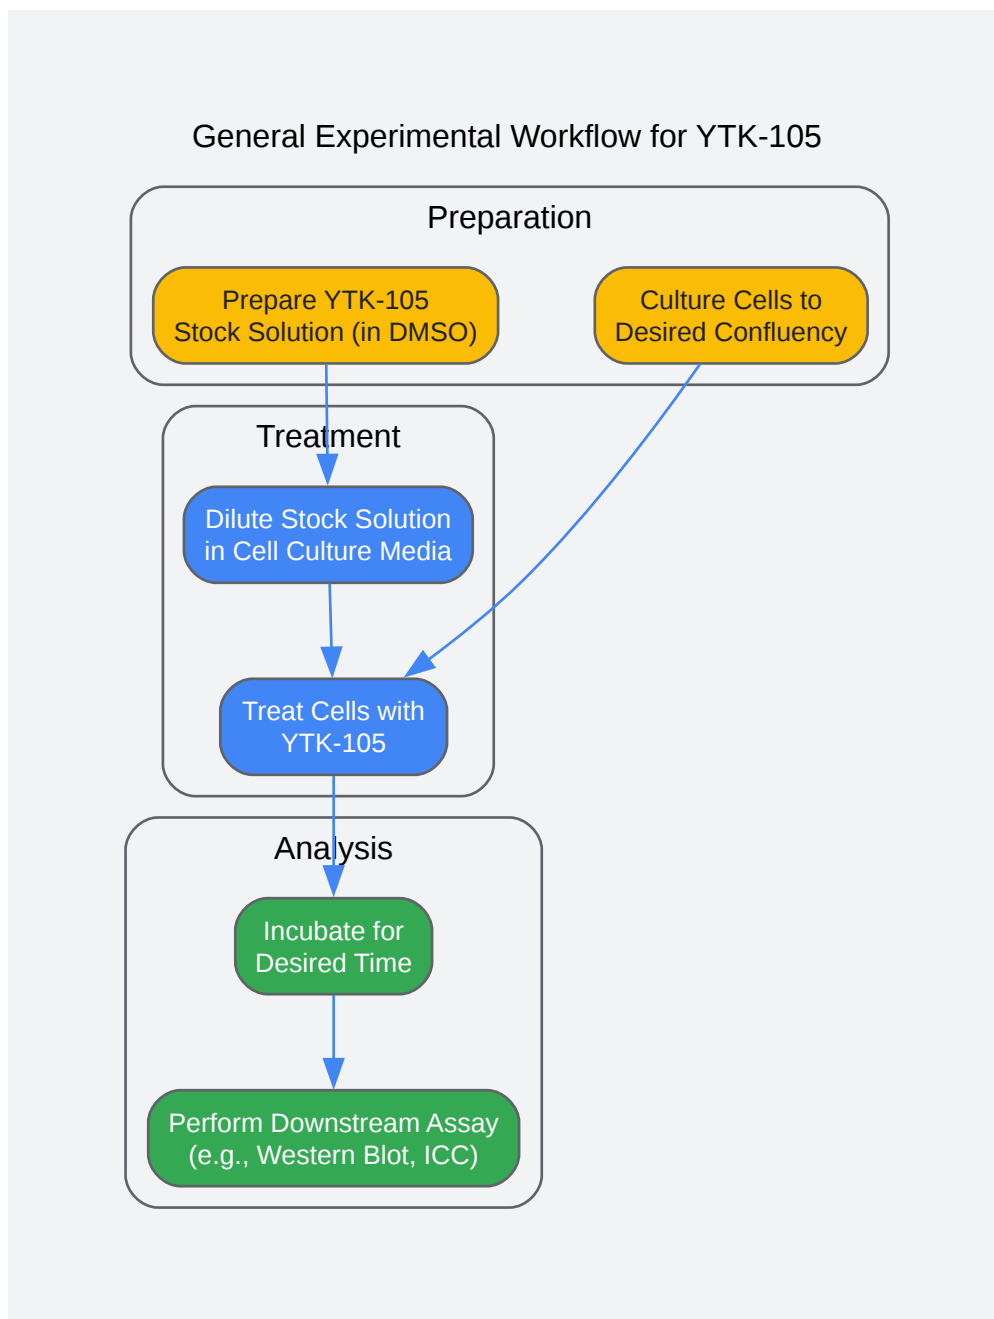 General Experimental Workflow for YTK-105
Preparation
Prepare YTK-105
Stock Solution (in DMSO)
Culture Cells to
Desired Confluency
Treatment
Dilute Stock Solution
in Cell Culture Media
Treat Cells with
YTK-105
Analysis
Incubate for
Desired Time
Perform Downstream Assay
(e.g., Western Blot, ICC)